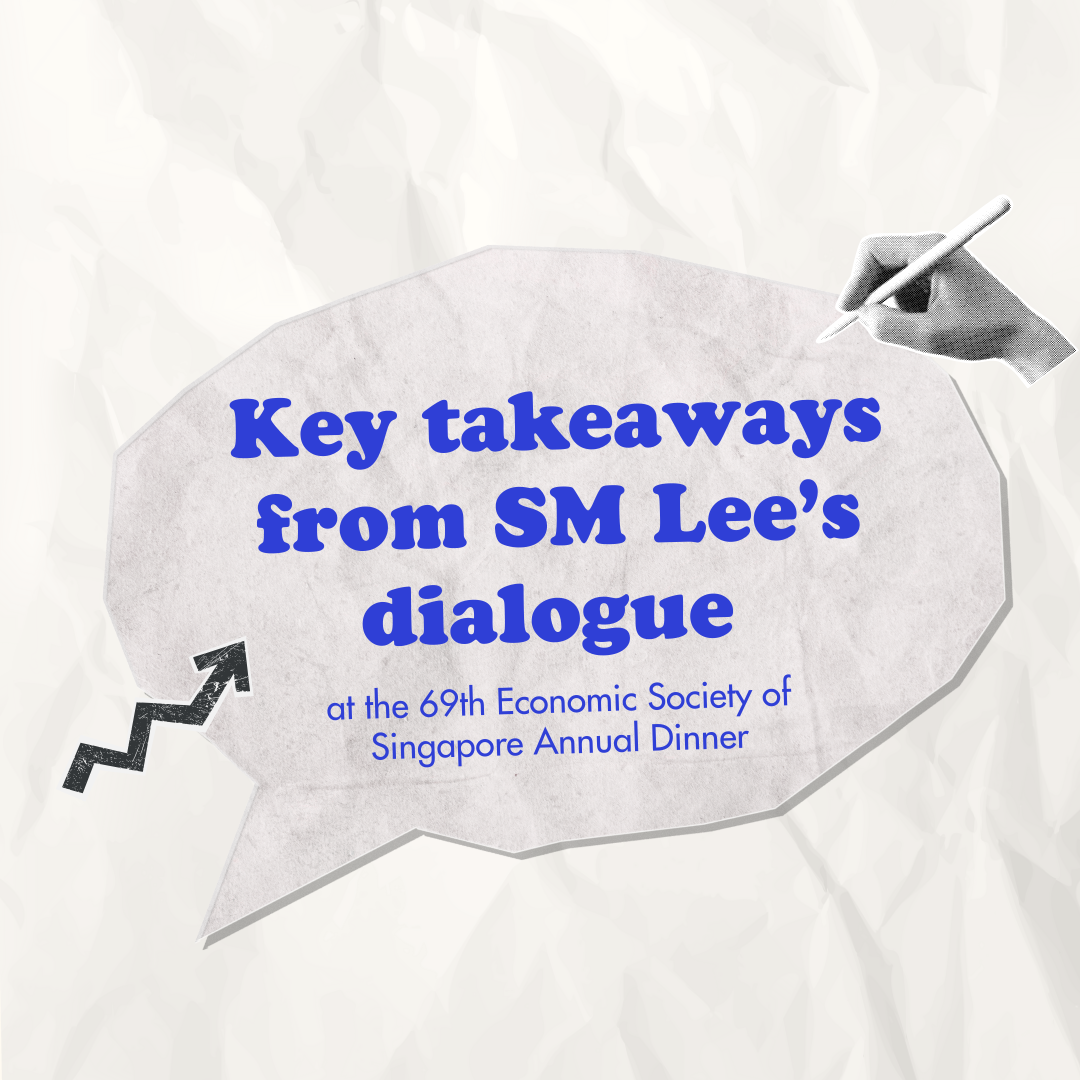 Key takeaways
from SM Lee’s
dialogue
at the 69th Economic Society of
Singapore Annual Dinner